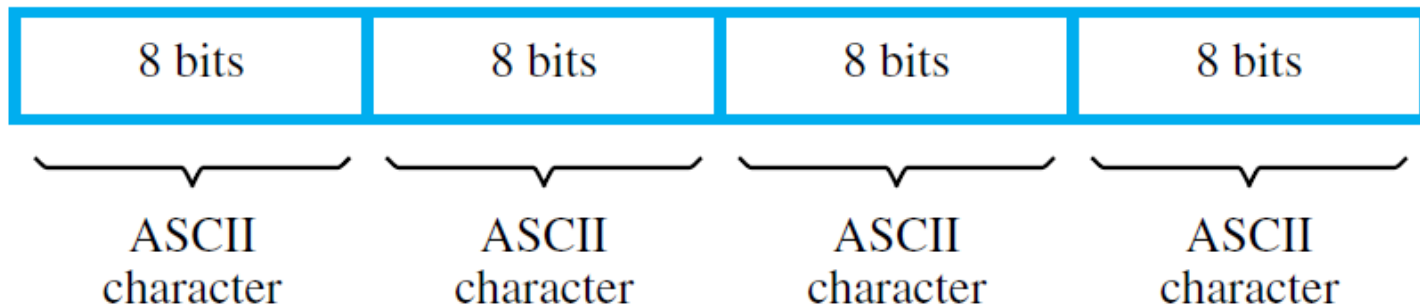 8 bits 8 bits 8 bits 8 bits
ASCII ASCII ASCII ASCII
character character character character